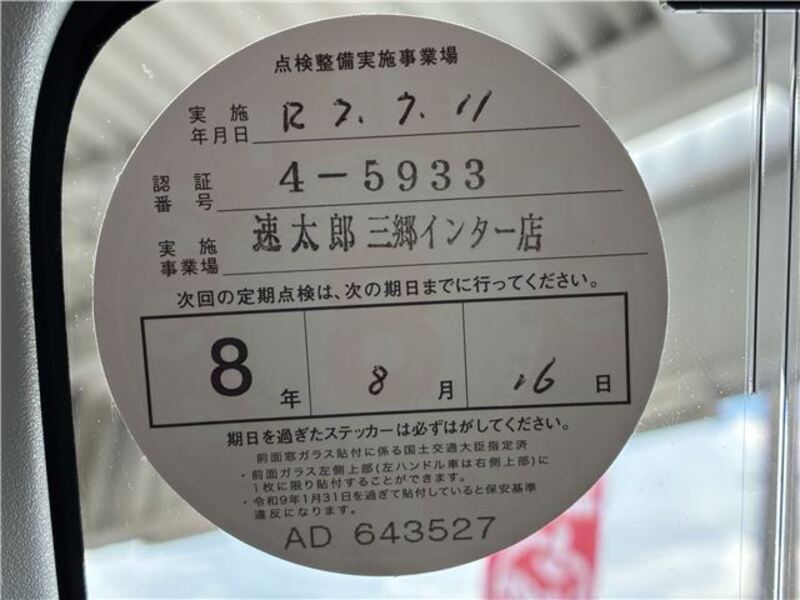 点検整備実施事業場
実施年月日 R7.7.11
認証番号 4-5933
実施事業場 速太郎 三郷インター店
次回の定期点検は、次の期日までに行ってください。
8年 8月 16日
期日を過ぎたステッカーは必ずはがしてください。
前面窓ガラス貼付に係る国土交通大臣指定済
・前面ガラス左側上部(左ハンドル車は右側上部)に
1枚に限り貼付することができます。
・令和9年1月31日を過ぎて貼付していると保安基準
違反になります。
AD 643527